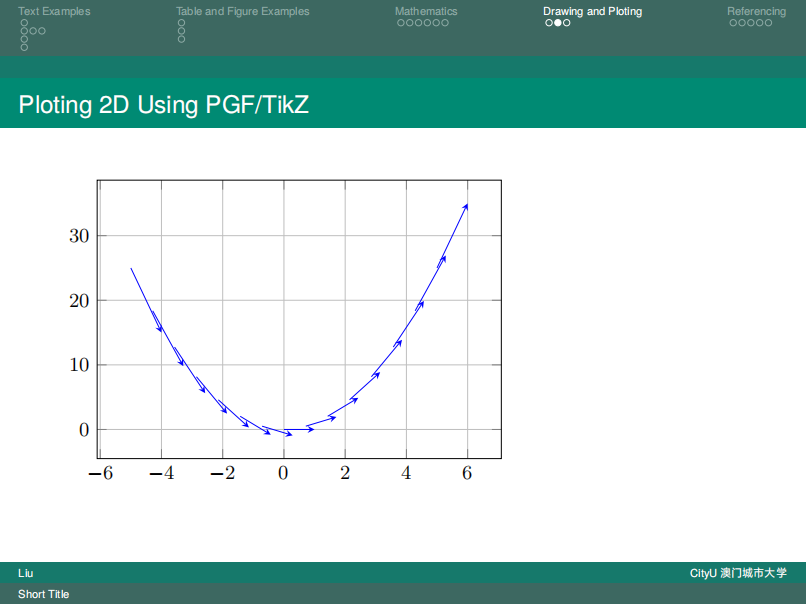 Text Examples
Table and Figure Examples
Mathematics
Drawing and Ploting
Referencing
Ploting 2D Using PGF/TikZ
30
20
10
0
−6 −4 −2 0 2 4 6
Liu
CityU 澳门城市大学
Short Title